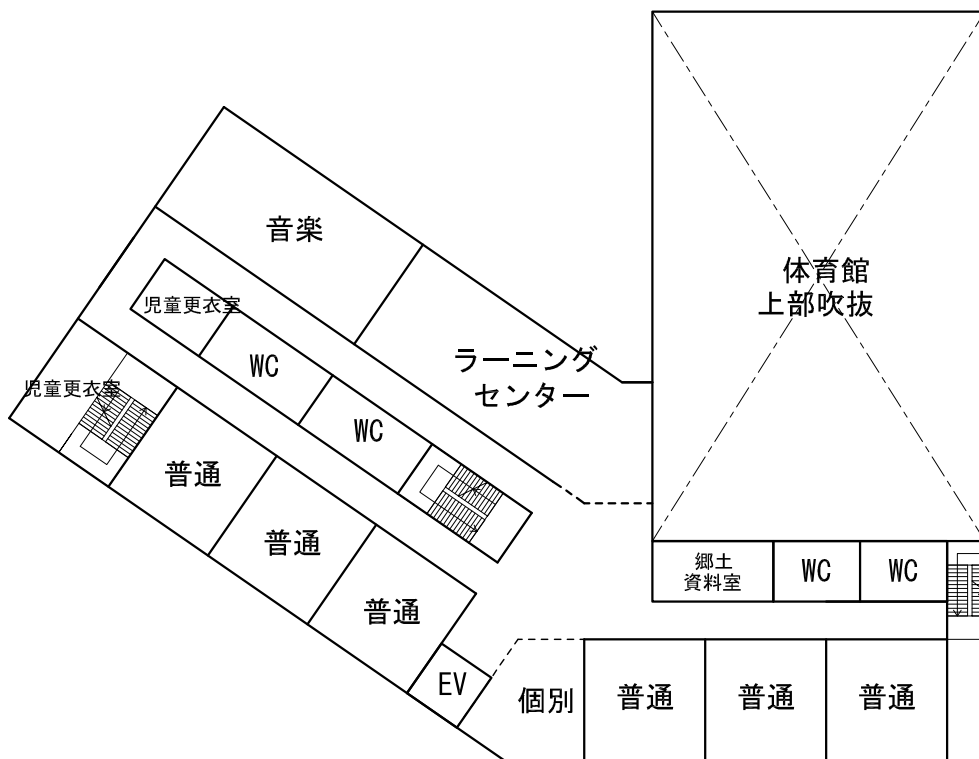 音楽
体育館
上部吹抜
児童更衣室
WC
ラーニング
センター
児童更衣室
WC
普通
普通
郷土
資料室
WC
WC
普通
EV
個別
普通
普通
普通